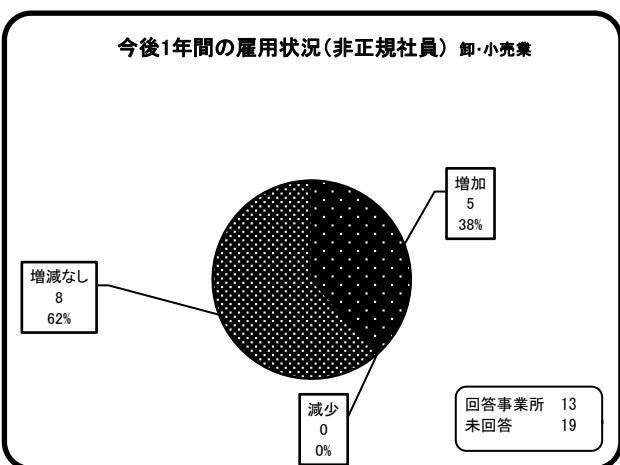 今後1年間の雇用状況(非正規社員) 卸・小売業
増加
5
38%
増減なし
8
62%
減少
0
0%
回答事業所 13
未回答 19